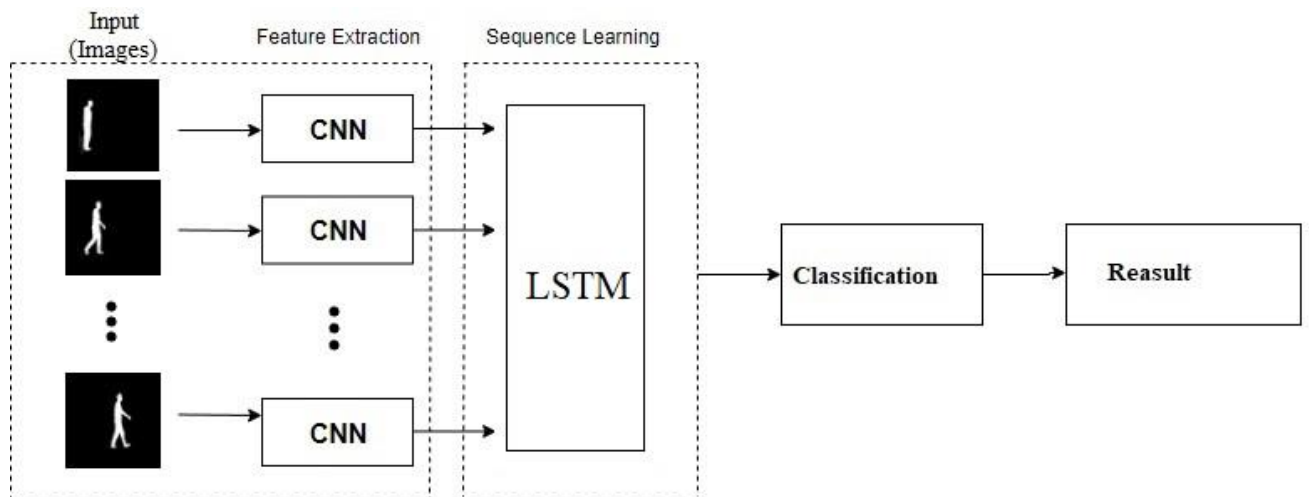 Input
(Images)
Feature Extraction
Sequence Learning
CNN
CNN
CNN
LSTM
Classification
Reasult